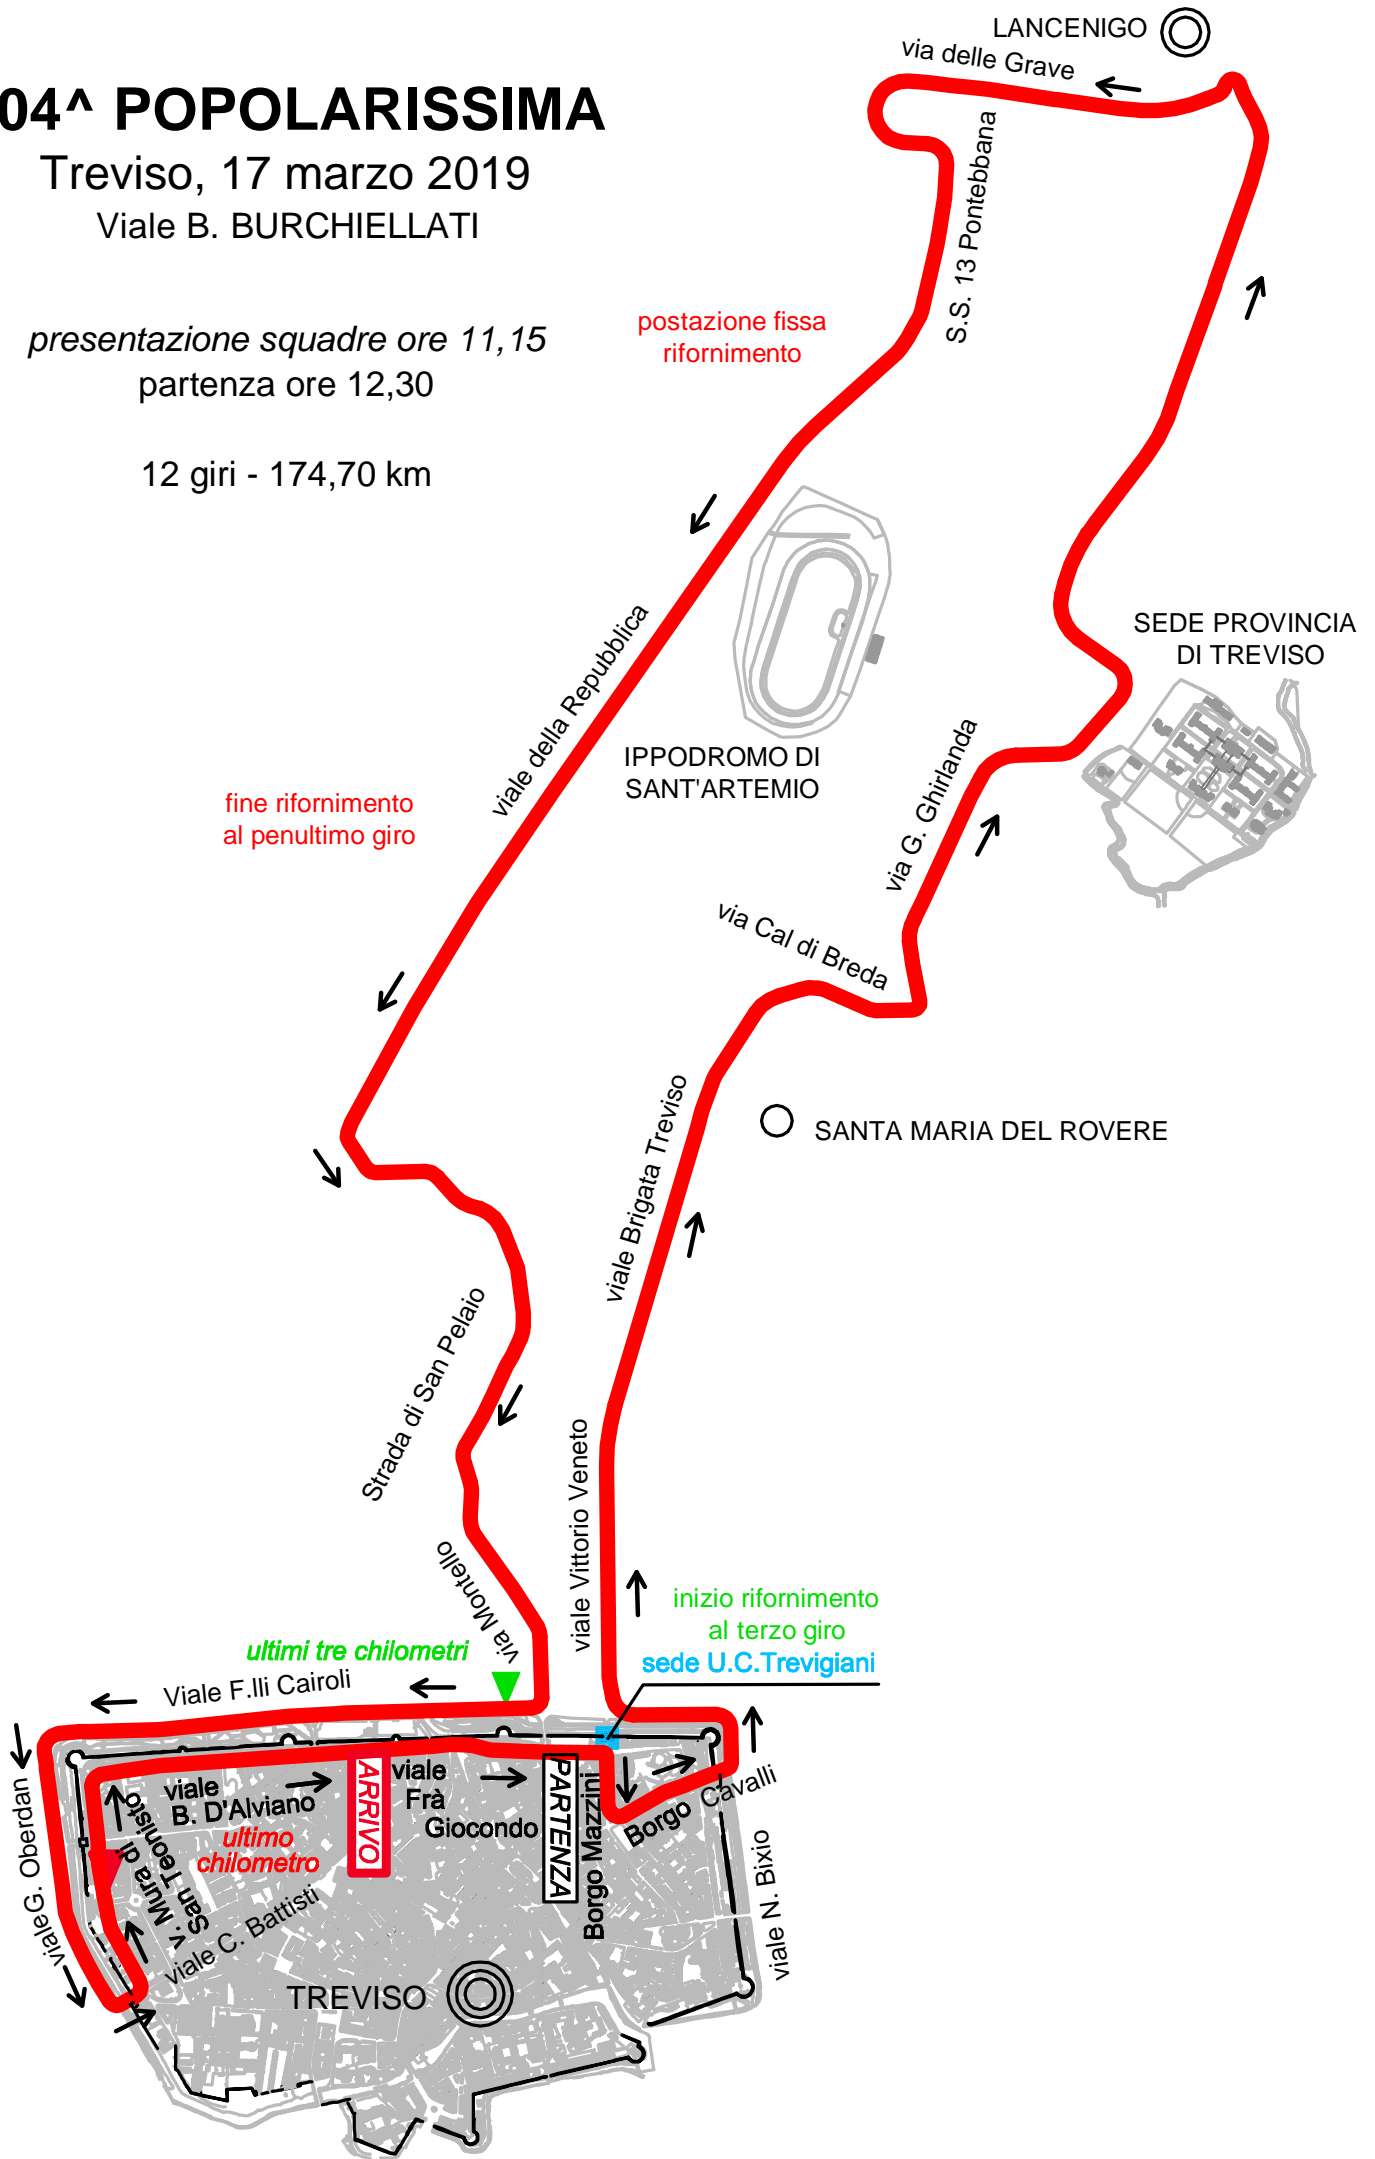 04^ POPOLARISSIMA
Treviso, 17 marzo 2019
Viale B. BURCHIELLATI
presentazione squadre ore 11,15
partenza ore 12,30
12 giri - 174,70 km
LANCENIGO
via delle Grave
S.S. 13 Pontebbana
postazione fissa
rifornimento
viale della Repubblica
IPPODROMO DI
SANT'ARTEMIO
SEDE PROVINCIA
DI TREVISO
via G. Ghirlanda
fine rifornimento
al penultimo giro
via Cal di Breda
SANTA MARIA DEL ROVERE
viale Brigata Treviso
Strada di San Pelaio
viale Vittorio Veneto
via Montello
inizio rifornimento
al terzo giro
sede U.C.Trevigiani
ultimi tre chilometri
Viale F.lli Cairoli
vialeG. Oberdan
v. Mura di
San Teonisto
viale
B. D'Alviano
ultimo
chilometro
ARRIVO
viale
Frà
Giocondo
PARTENZA
Borgo Mazzini
Borgo Cavalli
viale N. Bixio
viale C. Battisti
TREVISO